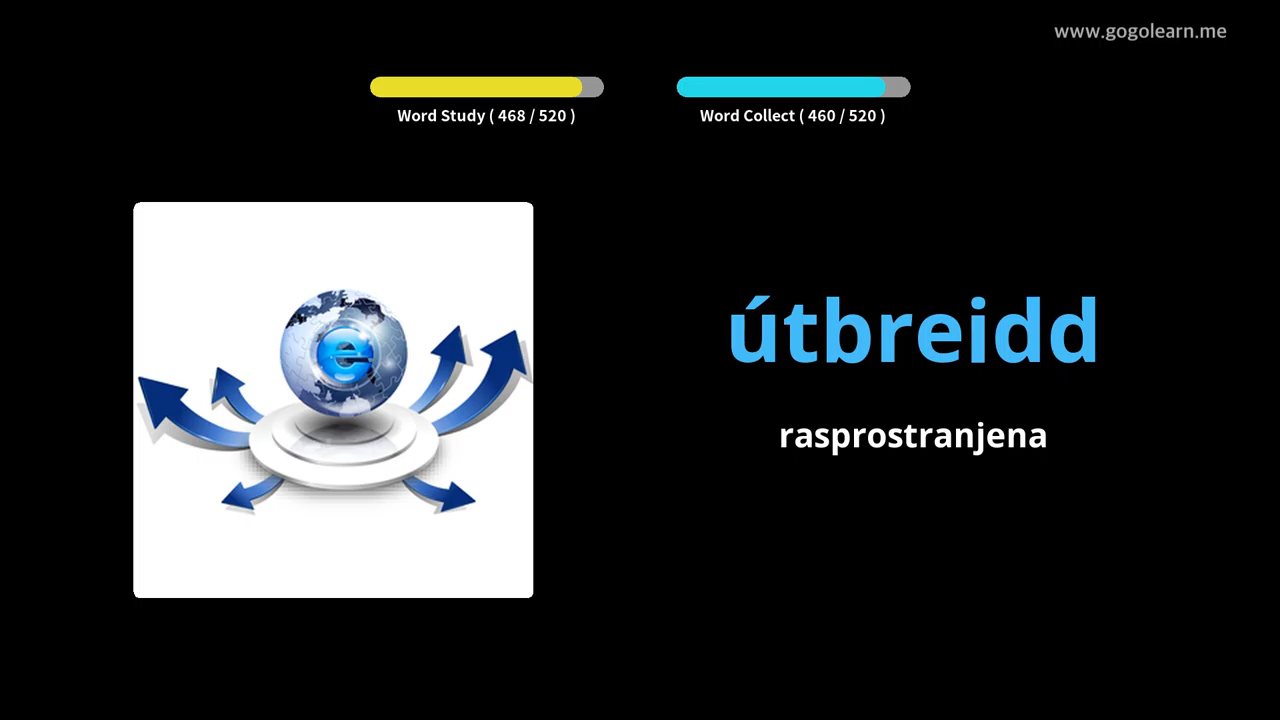 www.gogolearn.me
Word Study ( 468 / 520 )
Word Collect ( 460 / 520 )
e
útbreidd
rasprostranjena